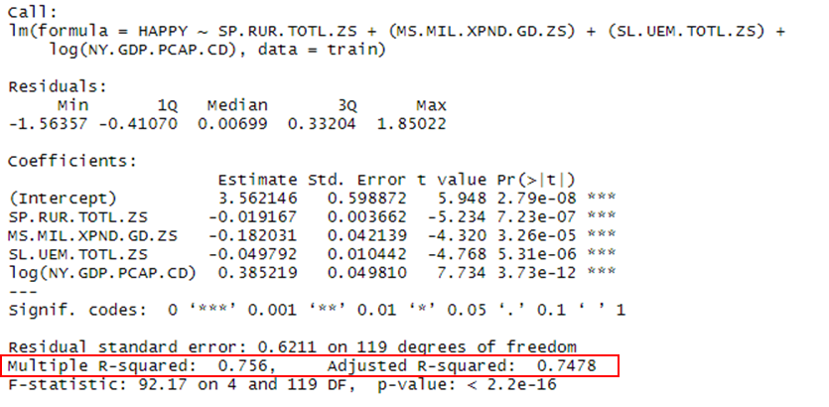 Call:
lm(formula = HAPPY ~ SP.RUR.TOTL.ZS + (MS.MIL.XPND.GD.ZS) + (SL.UEM.TOTL.ZS) +
log(NY.GDP.PCAP.CD), data = train)
Residuals:
Min 1Q Median 3Q Max
-1.56357 -0.41070 0.00699 0.33204 1.85022
Coefficients:
Estimate Std. Error t value Pr(>|t|)
(Intercept) 3.562146 0.598872 5.948 2.79e-08 ***
SP.RUR.TOTL.ZS -0.019167 0.003662 -5.234 7.23e-07 ***
MS.MIL.XPND.GD.ZS -0.182031 0.042139 -4.320 3.26e-05 ***
SL.UEM.TOTL.ZS -0.049792 0.010442 -4.768 5.31e-06 ***
log(NY.GDP.PCAP.CD) 0.385219 0.049810 7.734 3.73e-12 ***
---
Signif. codes: 0 ‘***’ 0.001 ‘**’ 0.01 ‘*’ 0.05 ‘.’ 0.1 ‘ ’ 1
Residual standard error: 0.6211 on 119 degrees of freedom
Multiple R-squared: 0.756, Adjusted R-squared: 0.7478
F-statistic: 92.17 on 4 and 119 DF, p-value: < 2.2e-16